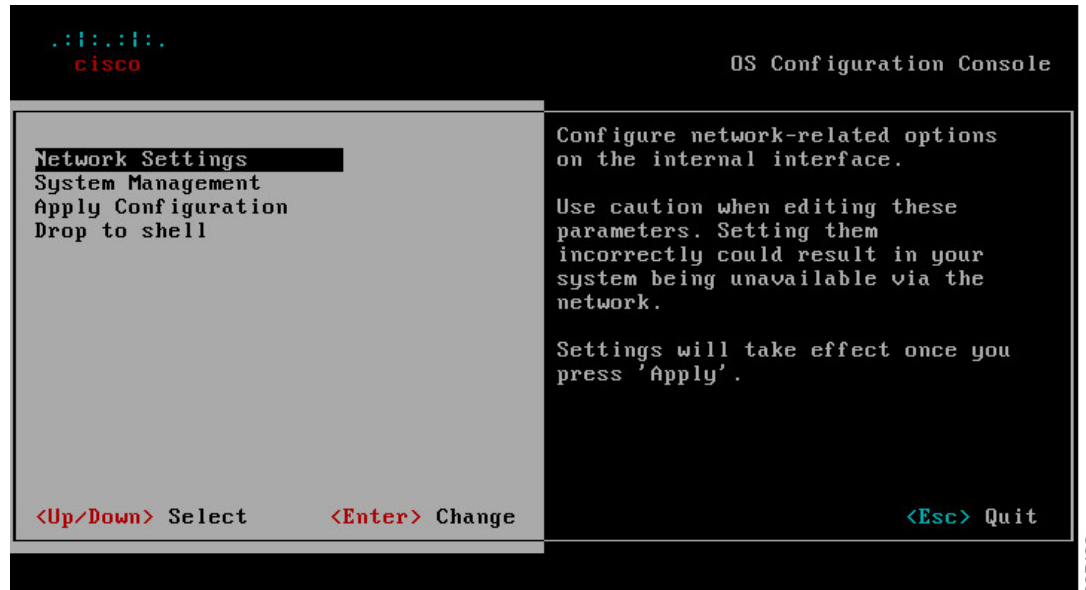 .:|:.:|:.
cisco
OS Configuration Console
Network Settings
System Management
Apply Configuration
Drop to shell
<Up/Down> Select <Enter> Change
Configure network-related options
on the internal interface.
Use caution when editing these
parameters. Setting them
incorrectly could result in your
system being unavailable via the
network.
Settings will take effect once you
press 'Apply'.
<Esc> Quit